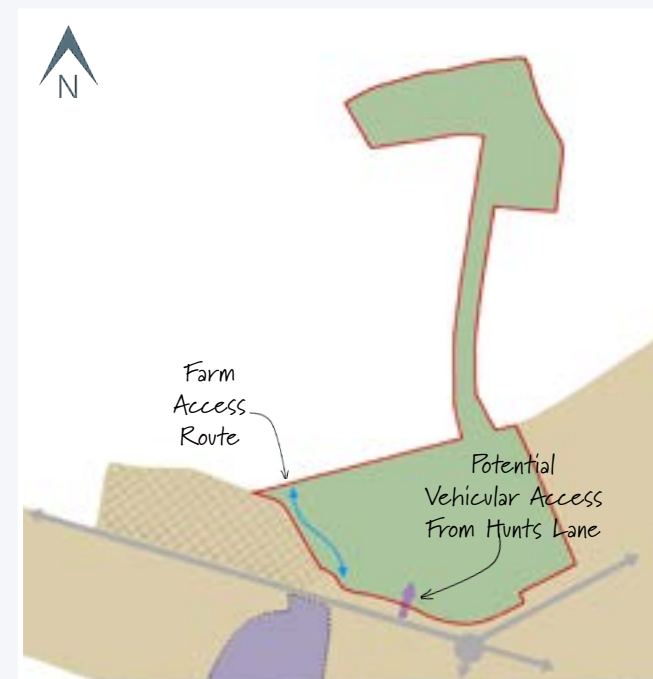 N
Farm
Access
Route
Potential
Vehicular Access
From Hunts Lane